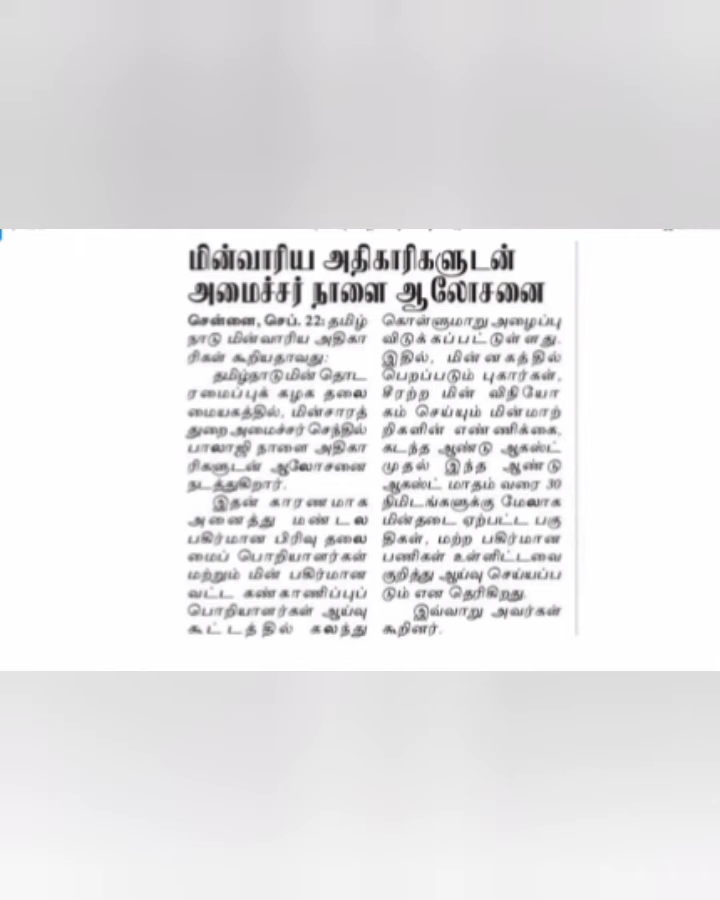 மின்வாரிய அதிகாரிகளுடன்
அமைச்சர் நாளை ஆலோசனை
சென்னை, செப். 22: தமிழ்
நாடு மின்வாரிய அதிகா
ரிகள் கூறியதாவது:
தமிழ்நாடு மின் தொட
ரமைப்புக் கழக தலை
மையகத்தில், மின்சாரத்
துறை அமைச்சர் செந்தில்
பாலாஜி நாளை அதிகா
ரிகளுடன் ஆலோசனை
நடத்துகிறார்.
இதன் காரணமாக
அனைத்து மண்டல
பகிர்மான பிரிவு தலை
மைப் பொறியாளர்கள்
மற்றும் மின் பகிர்மான
வட்ட கண்காணிப்புப்
பொறியாளர்கள் ஆய்வு
கூட்டத்தில் கலந்து
கொள்ளுமாறு அழைப்பு
விடுக்கப்பட்டுள்ளது.
இதில், மின்னகத்தில்
பெறப்படும் புகார்கள்,
சீரற்ற மின் விநியோ
கம் செய்யும் மின்மாற்
றிகளின் எண்ணிக்கை,
கடந்த ஆண்டு ஆகஸ்ட்
முதல் இந்த ஆண்டு
ஆகஸ்ட் மாதம் வரை 30
நிமிடங்களுக்கு மேலாக
மின்தடை ஏற்பட்ட பகு
திகள், மற்ற பகிர்மான
பணிகள் உள்ளிட்டவை
குறித்து ஆய்வு செய்யப்ப
டும் என தெரிகிறது.
இவ்வாறு அவர்கள்
கூறினர்.